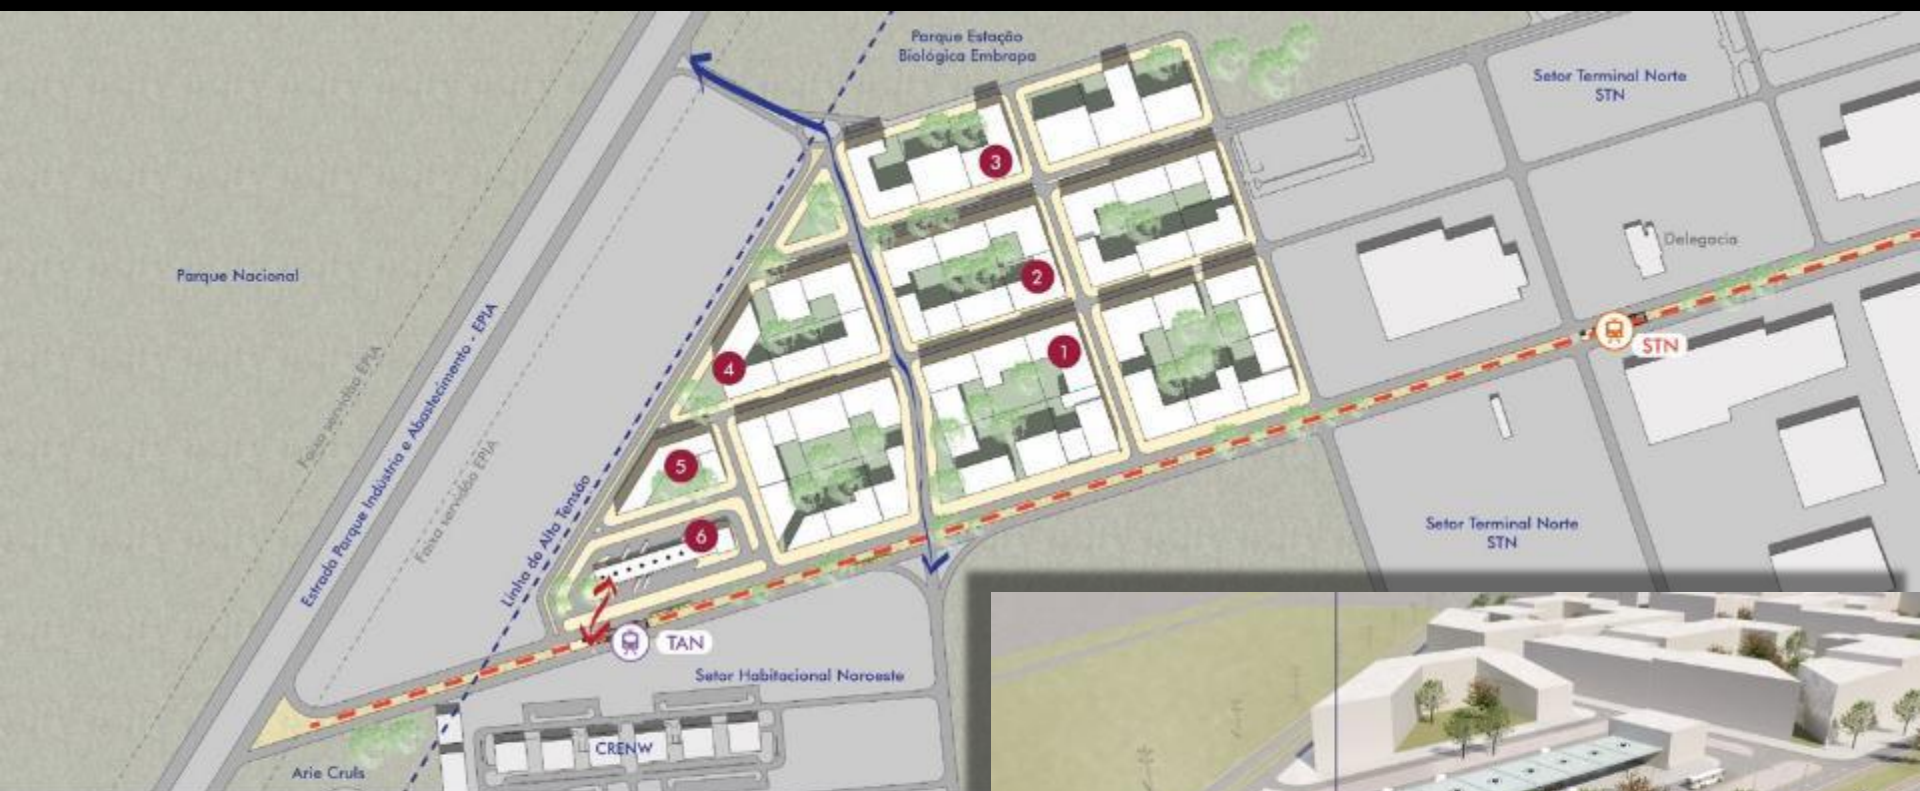 Parque Estação
Biológica Embrapa
Setor Terminal Norte
STN
3
Delegacia
Parque Nacional
2
STN
1
4
Estrada Parque Indústria e Abastecimento - EPIA
Faixa servidão EPIA
Faixa servidão EPIA
5
Linha de Alta Tensão
6
Setor Terminal Norte
STN
TAN
Setor Habitacional Noroeste
CRENW
Arie Cruls